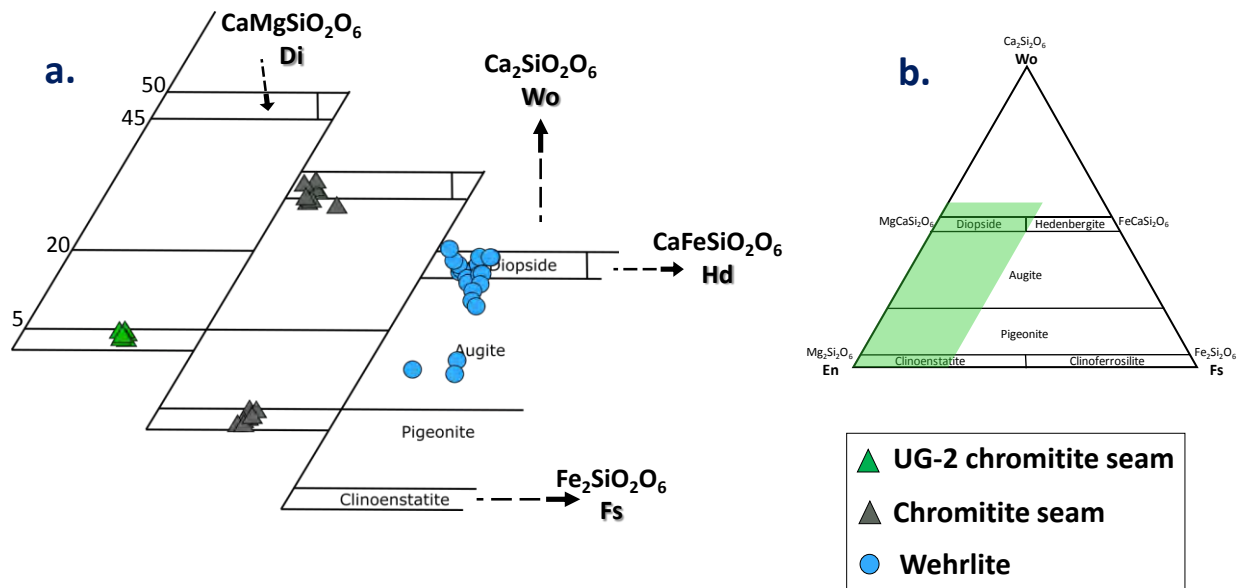 CaMgSiO₂O₆
Di
a.
50
45
20
5
Ca₂SiO₂O₆
Wo
Diopside
CaFeSiO₂O₆
Hd
Augite
Pigeonite
Clinoenstatite
Fe₂SiO₂O₆
Fs
b.
Ca₂Si₂O₆
Wo
MgCaSi₂O₆
Diopside
Hedenbergite
FeCaSi₂O₆
Augite
Pigeonite
Mg₂Si₂O₆
En
Clinoenstatite
Clinoferrosilite
Fe₂Si₂O₆
Fs
UG-2 chromitite seam
Chromitite seam
Wehrlite